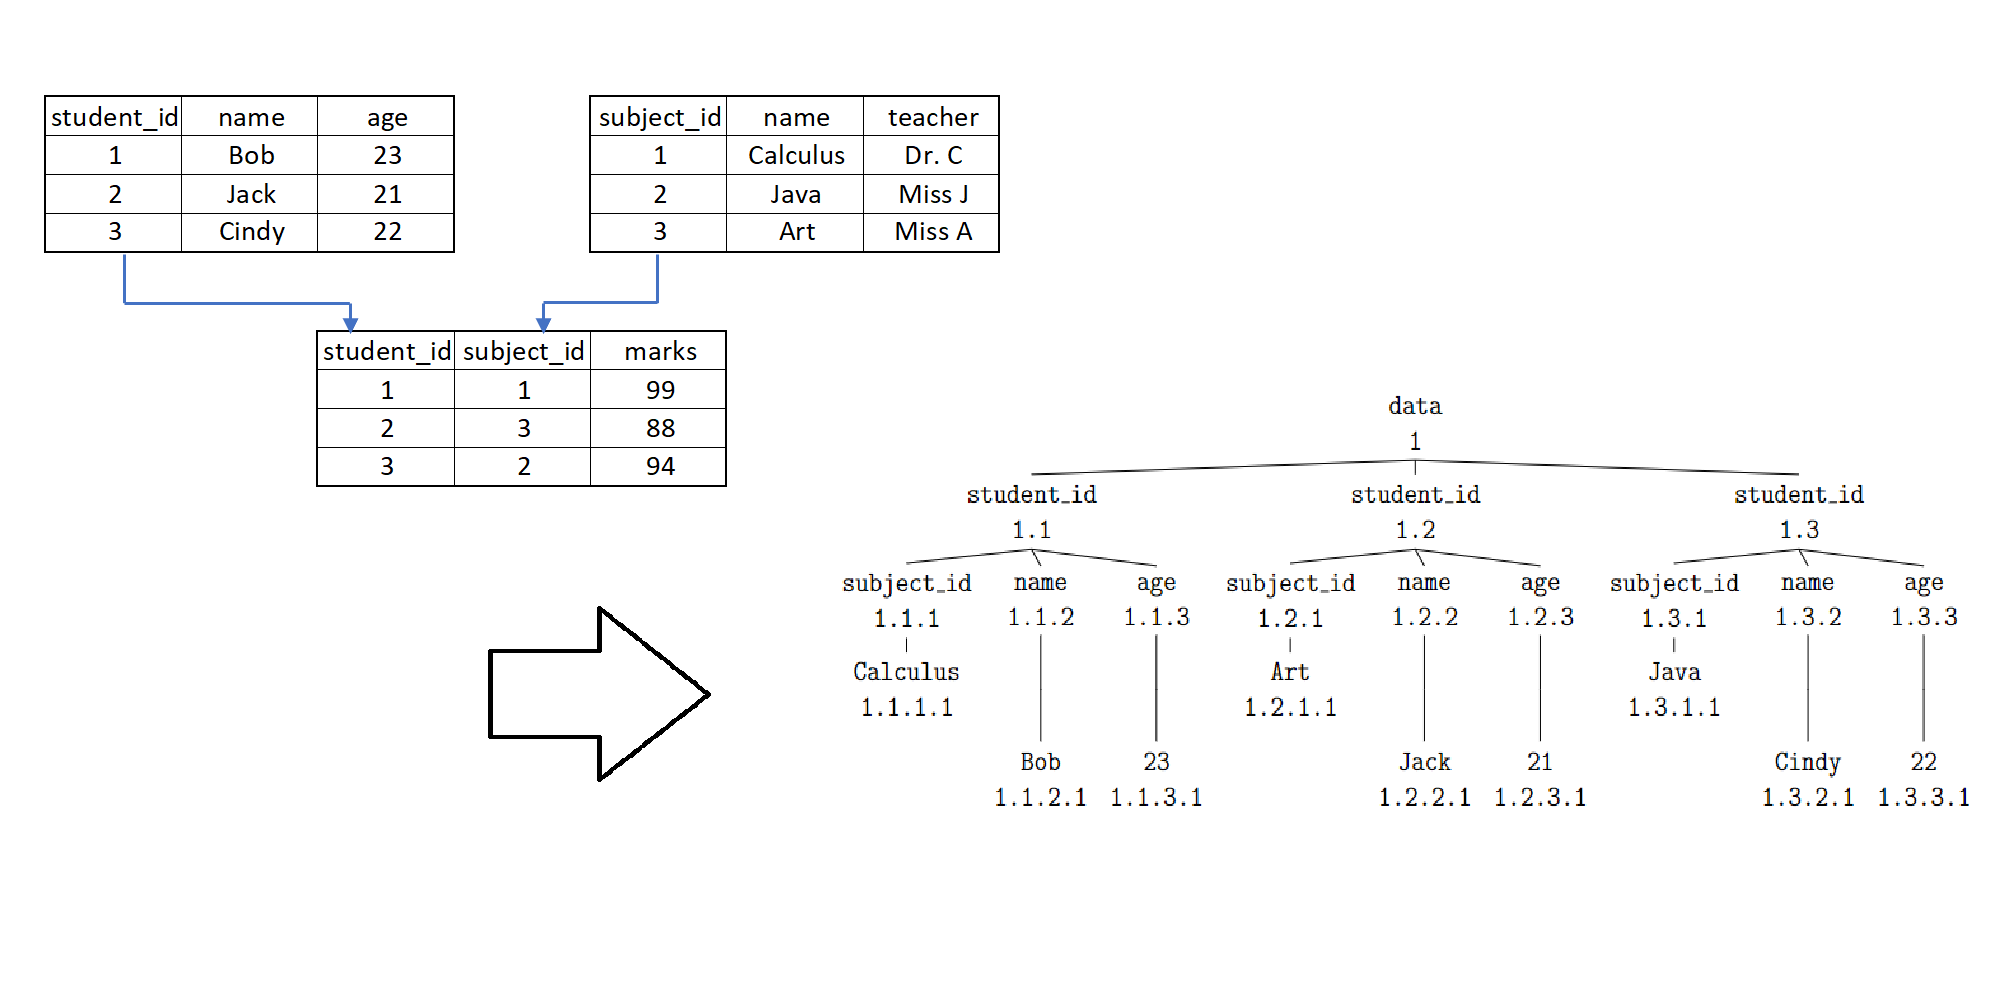 student_id name age
1 Bob 23
2 Jack 21
3 Cindy 22
subject_id name teacher
1 Calculus Dr. C
2 Java Miss J
3 Art Miss A
student_id subject_id marks
1 1 99
2 3 88
3 2 94
data
1
student_id student_id student_id
1.1 1.2 1.3
subject_id name age subject_id name age subject_id name age
1.1.1 1.1.2 1.1.3 1.2.1 1.2.2 1.2.3 1.3.1 1.3.2 1.3.3
Calculus Art Java
1.1.1.1 1.2.1.1 1.3.1.1
Bob 23 Jack 21 Cindy 22
1.1.2.1 1.1.3.1 1.2.2.1 1.2.3.1 1.3.2.1 1.3.3.1